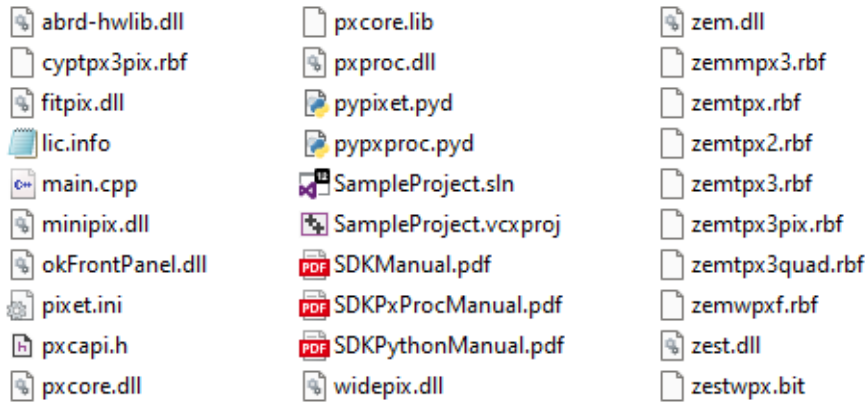 abrd-hwlib.dll
cyptpx3pix.rbf
fitpix.dll
lic.info
main.cpp
minipix.dll
okFrontPanel.dll
pixet.ini
pxcapi.h
pxcore.dll
pxcore.lib
pxproc.dll
pypixet.pyd
pypxproc.pyd
SampleProject.sln
SampleProject.vcxproj
PDF SDKManual.pdf
PDF SDKPxProcManual.pdf
PDF SDKPythonManual.pdf
widepix.dll
zem.dll
zemmpx3.rbf
zemtpx.rbf
zemtpx2.rbf
zemtpx3.rbf
zemtpx3pix.rbf
zemtpx3quad.rbf
zemwpxf.rbf
zest.dll
zestwpx.bit